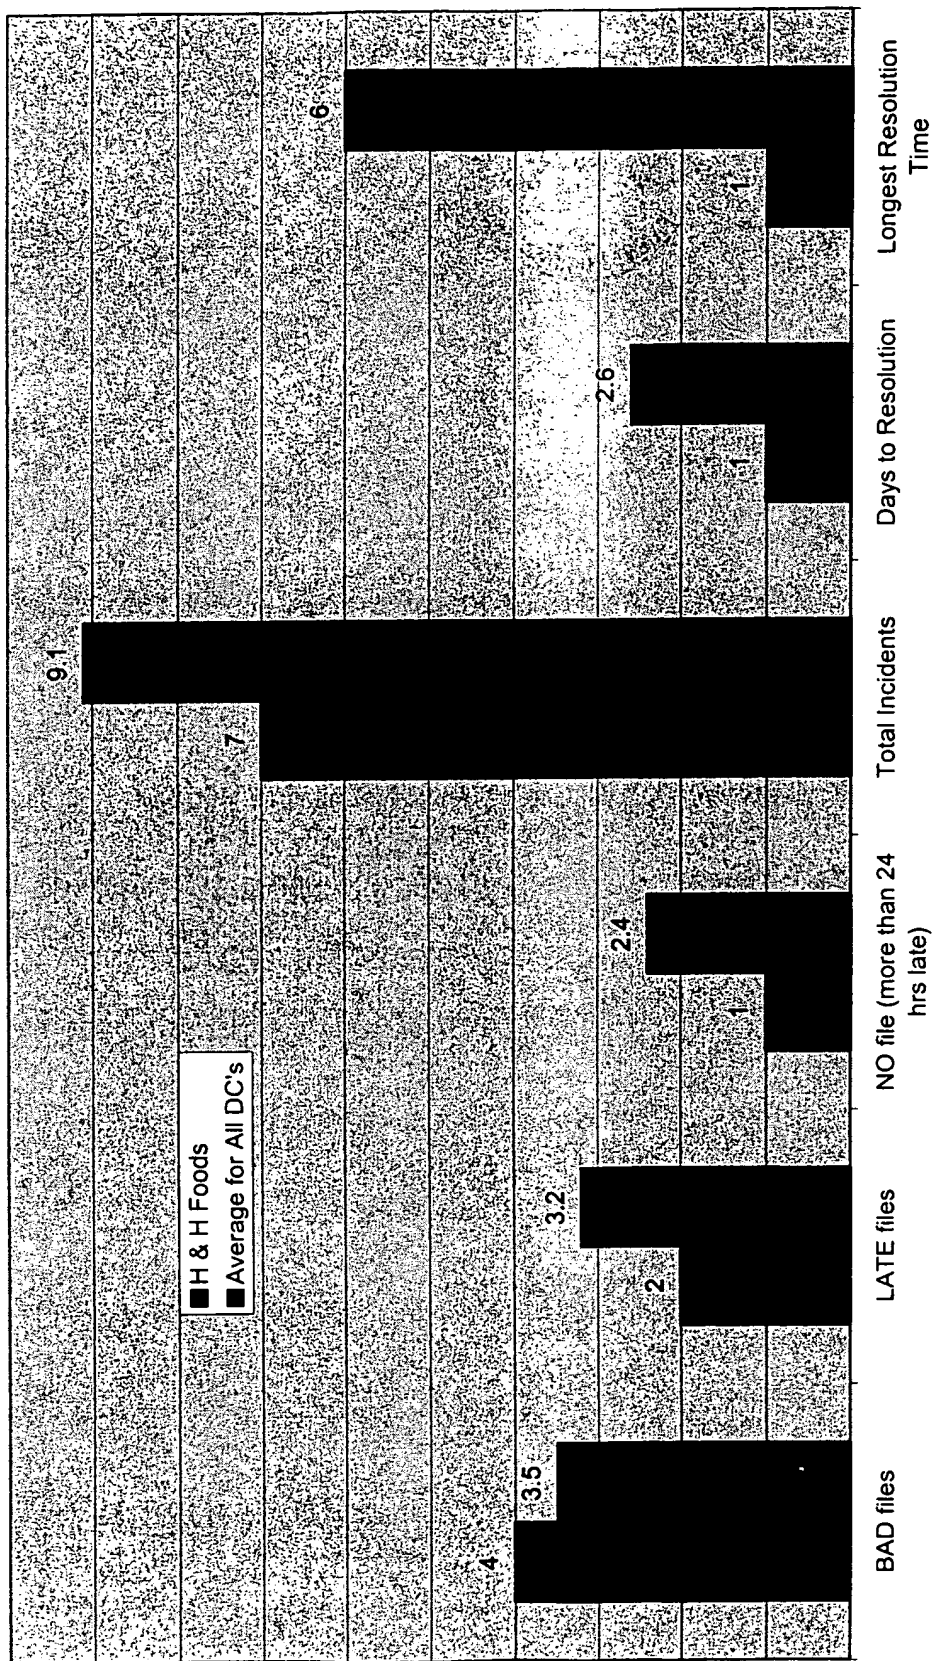 H & H Foods
Average for All DC's
4
3.5
2
3.2
1
2.4
7
9.1
1
2.6
1
6
BAD files
LATE files
NO file (more than 24
hrs late)
Total Incidents
Days to Resolution
Longest Resolution
Time